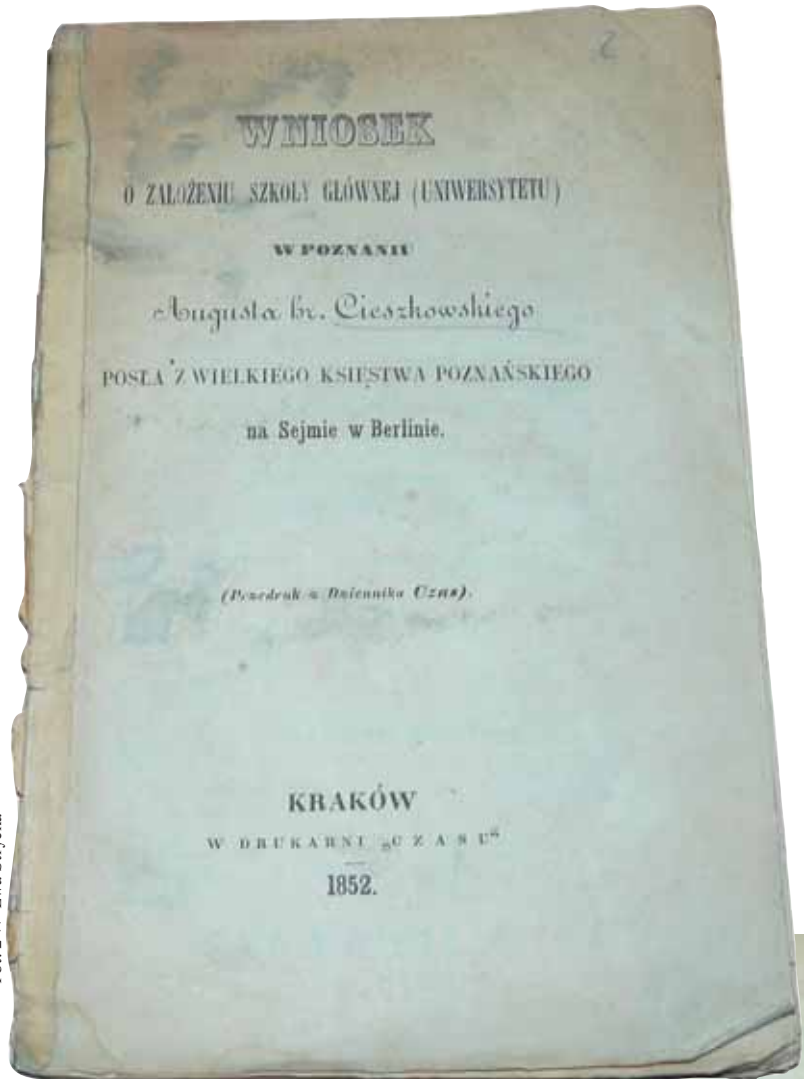 2
WNIOSEK
O ZAŁOŻENIU SZKOŁY GŁÓWNEJ (UNIWERSYTETU)
W POZNANIU
Augusta hr. Cieszkowskiego
POSŁA Z WIELKIEGO KSIĘSTWA POZNAŃSKIEGO
na Sejmie w Berlinie.
(Przedruk z Dziennika Czas).
KRAKÓW
W DRUKARNI „CZASU“
1852.